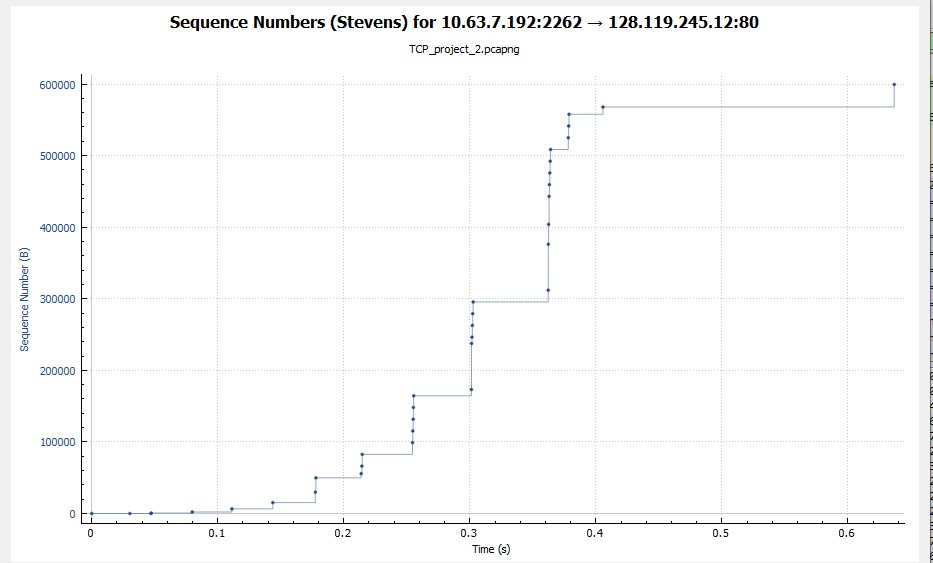 Sequence Numbers (Stevens) for 10.63.7.192:2262 → 128.119.245.12:80
TCP_project_2.pcapng
600000
500000
400000
300000
200000
100000
0
Sequence Number (B)
0 0.1 0.2 0.3 0.4 0.5 0.6
Time (s)